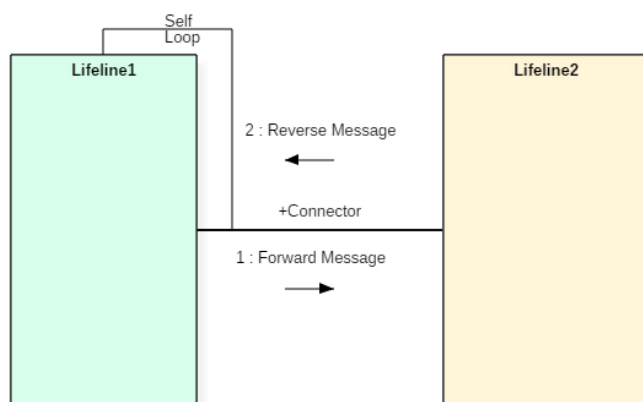 Self
Loop
Lifeline1
Lifeline2
2 : Reverse Message
+Connector
1 : Forward Message